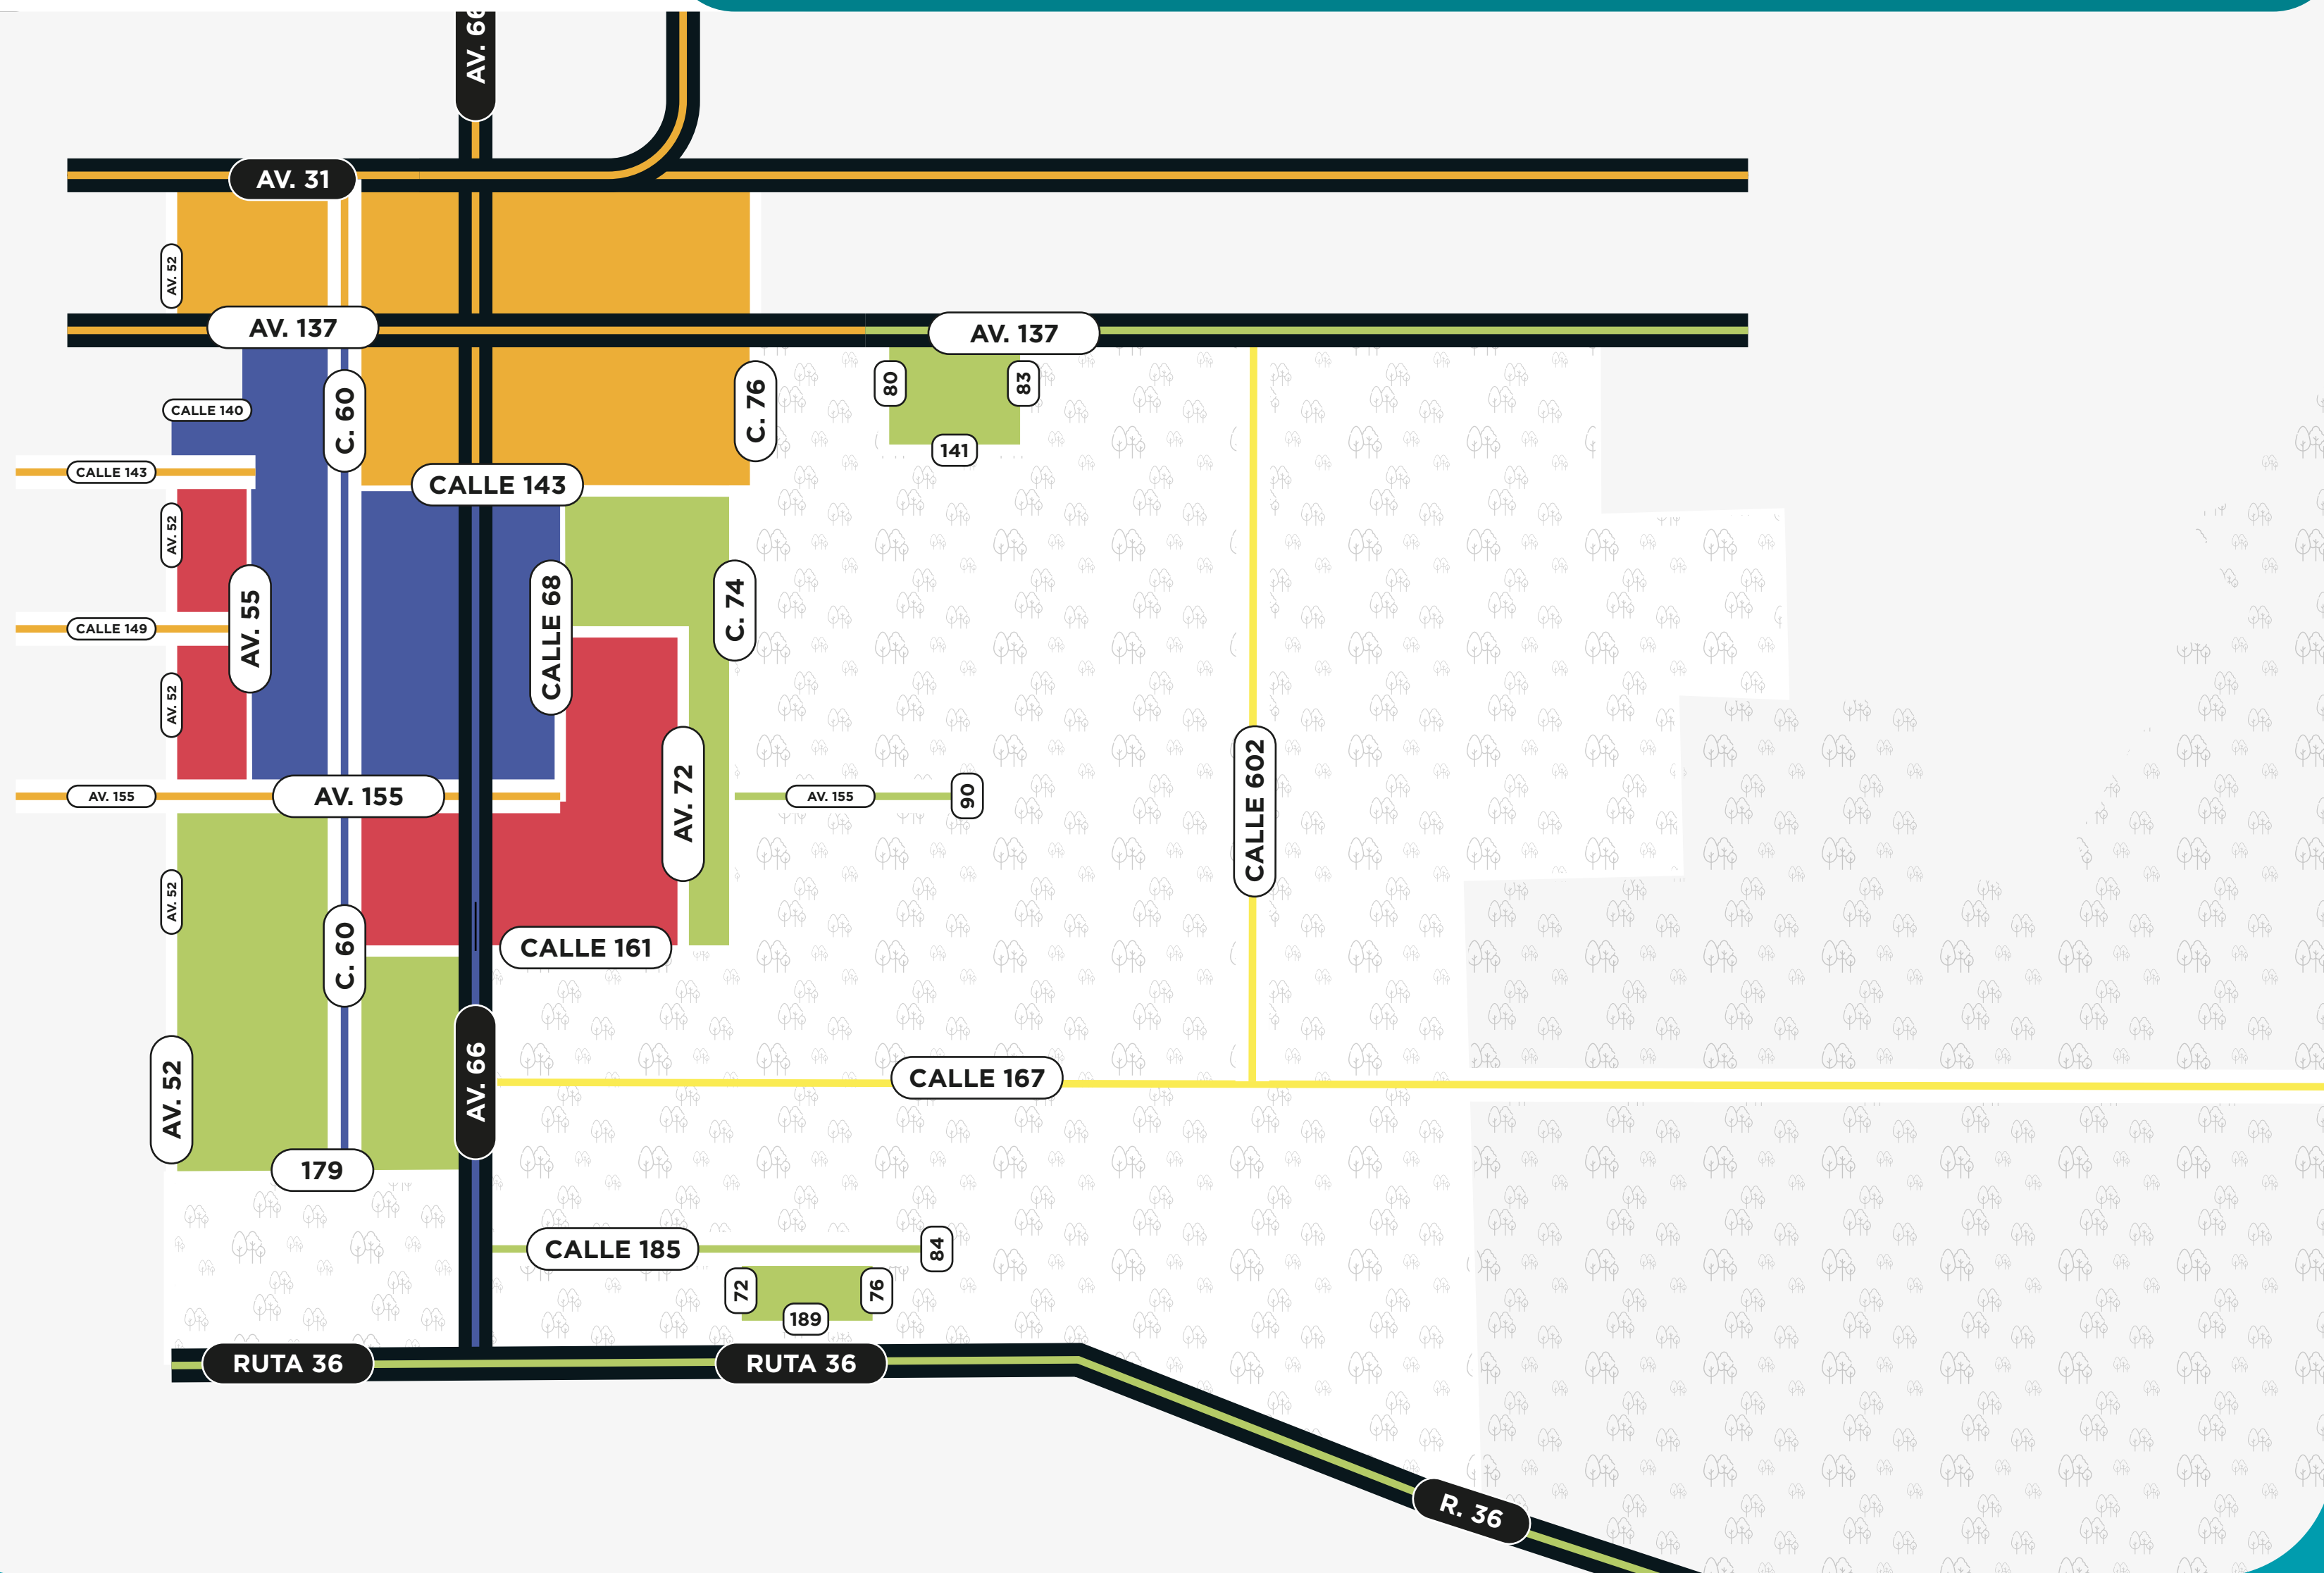 AV. 66
AV. 31
AV. 52
AV. 137
AV. 137
CALLE 140
C. 60
C. 76
80
83
141
CALLE 143
CALLE 143
AV. 52
AV. 55
CALLE 149
CALLE 68
C. 74
AV. 52
AV. 72
CALLE 602
AV. 155
AV. 155
AV. 155
90
AV. 52
C. 60
CALLE 161
AV. 52
AV. 66
CALLE 167
179
CALLE 185
84
72
76
189
RUTA 36
RUTA 36
R. 36